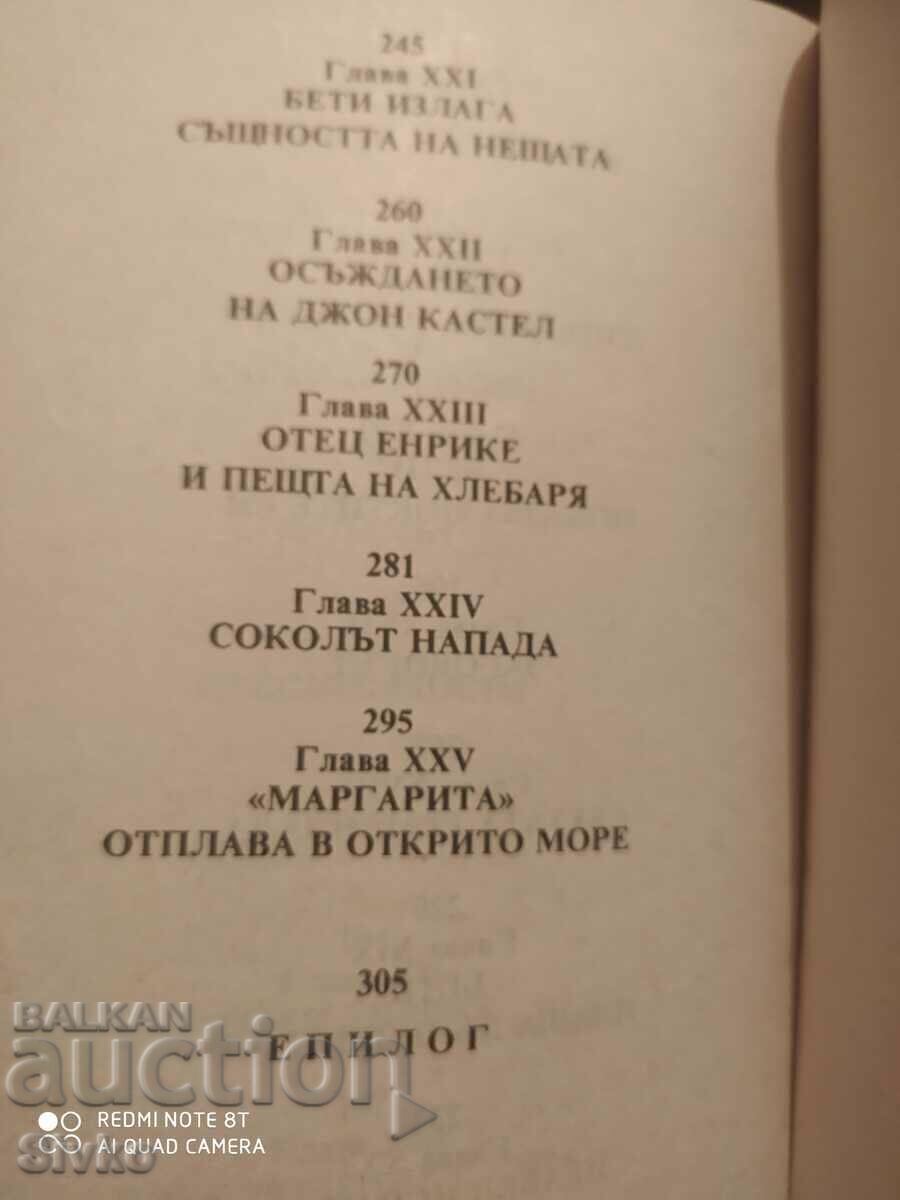 245
Глава XXI
БЕТИ ИЗЛАГА
СЪЩНОСТТА НА НЕЩАТА
260
Глава XXII
ОСЪЖДАНЕТО
НА ДЖОН КАСТЕЛ
270
Глава XXIII
ОТЕЦ ЕНРИКЕ
И ПЕЩТА НА ХЛЕБАРЯ
281
Глава XXIV
СОКОЛЪТ НАПАДА
295
Глава XXV
«МАРГАРИТА»
ОТПЛАВА В ОТКРИТО МОРЕ
305
ЕПИЛОГ
BALKAN
auction
REDMI NOTE 8T
AI QUAD CAMERA
Sivko